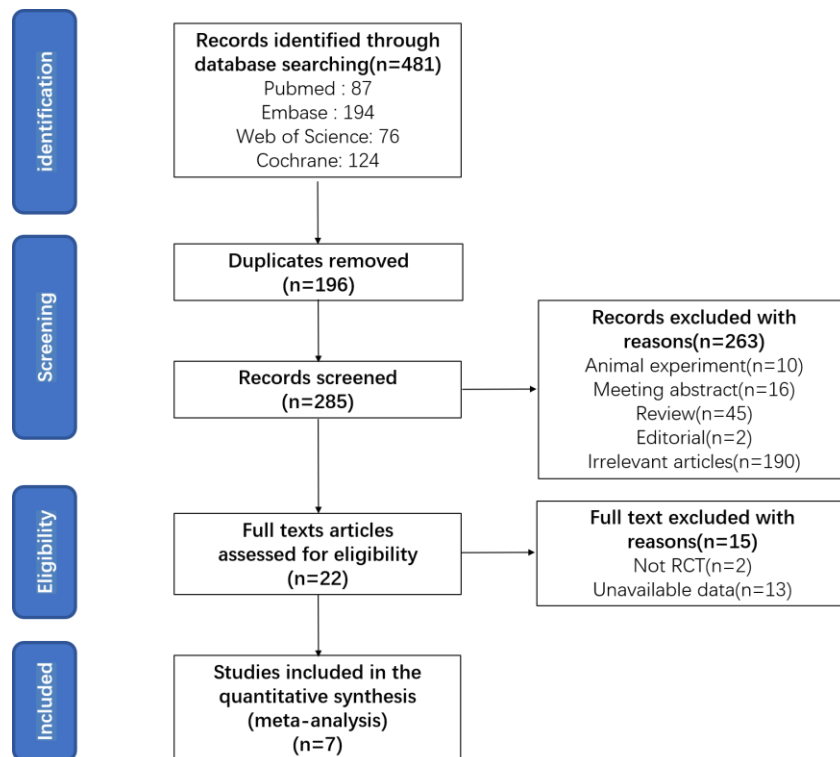 identification
Records identified through
database searching(n=481)
Pubmed : 87
Embase : 194
Web of Science: 76
Cochrane: 124
Screening
Duplicates removed
(n=196)
Records screened
(n=285)
Records excluded with
reasons(n=263)
Animal experiment(n=10)
Meeting abstract(n=16)
Review(n=45)
Editorial(n=2)
Irrelevant articles(n=190)
Eligibility
Full texts articles
assessed for eligibility
(n=22)
Full text excluded with
reasons(n=15)
Not RCT(n=2)
Unavailable data(n=13)
Included
Studies included in the
quantitative synthesis
(meta-analysis)
(n=7)